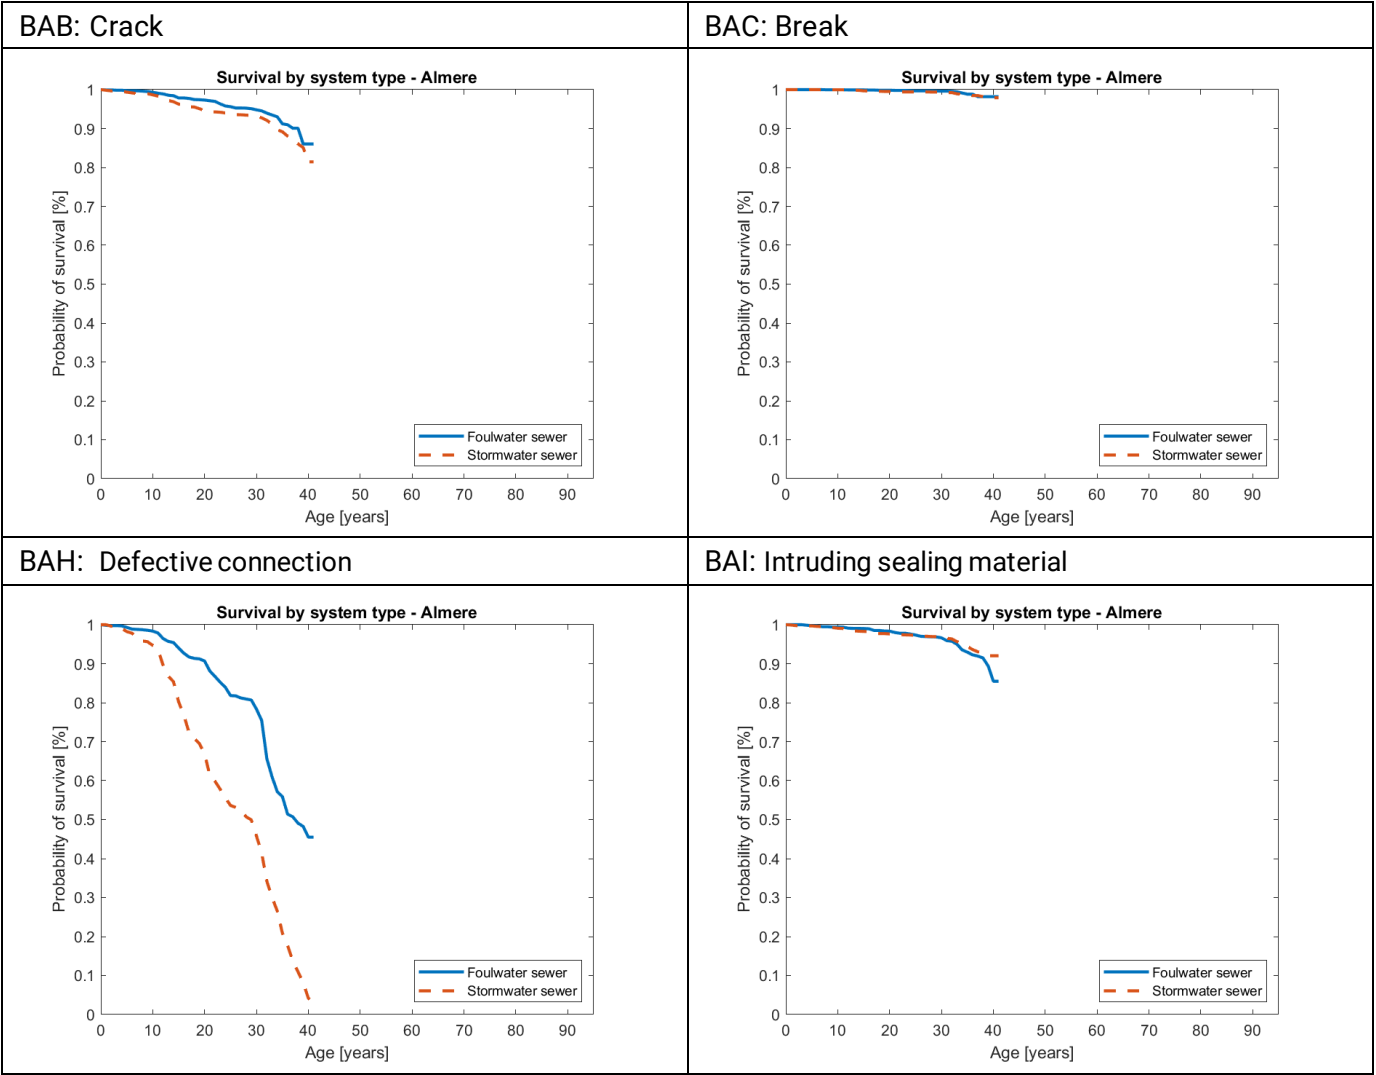 BAB: Crack
BAC: Break
Survival by system type - Almere
1
0.9
0.8
0.7
0.6
0.5
0.4
0.3
0.2
0.1
0
Probability of survival [%]
Foulwater sewer
Stormwater sewer
0 10 20 30 40 50 60 70 80 90
Age [years]
Survival by system type - Almere
1
0.9
0.8
0.7
0.6
0.5
0.4
0.3
0.2
0.1
0
Probability of survival [%]
Foulwater sewer
Stormwater sewer
0 10 20 30 40 50 60 70 80 90
Age [years]
BAH: Defective connection
BAI: Intruding sealing material
Survival by system type - Almere
1
0.9
0.8
0.7
0.6
0.5
0.4
0.3
0.2
0.1
0
Probability of survival [%]
Foulwater sewer
Stormwater sewer
0 10 20 30 40 50 60 70 80 90
Age [years]
Survival by system type - Almere
1
0.9
0.8
0.7
0.6
0.5
0.4
0.3
0.2
0.1
0
Probability of survival [%]
Foulwater sewer
Stormwater sewer
0 10 20 30 40 50 60 70 80 90
Age [years]